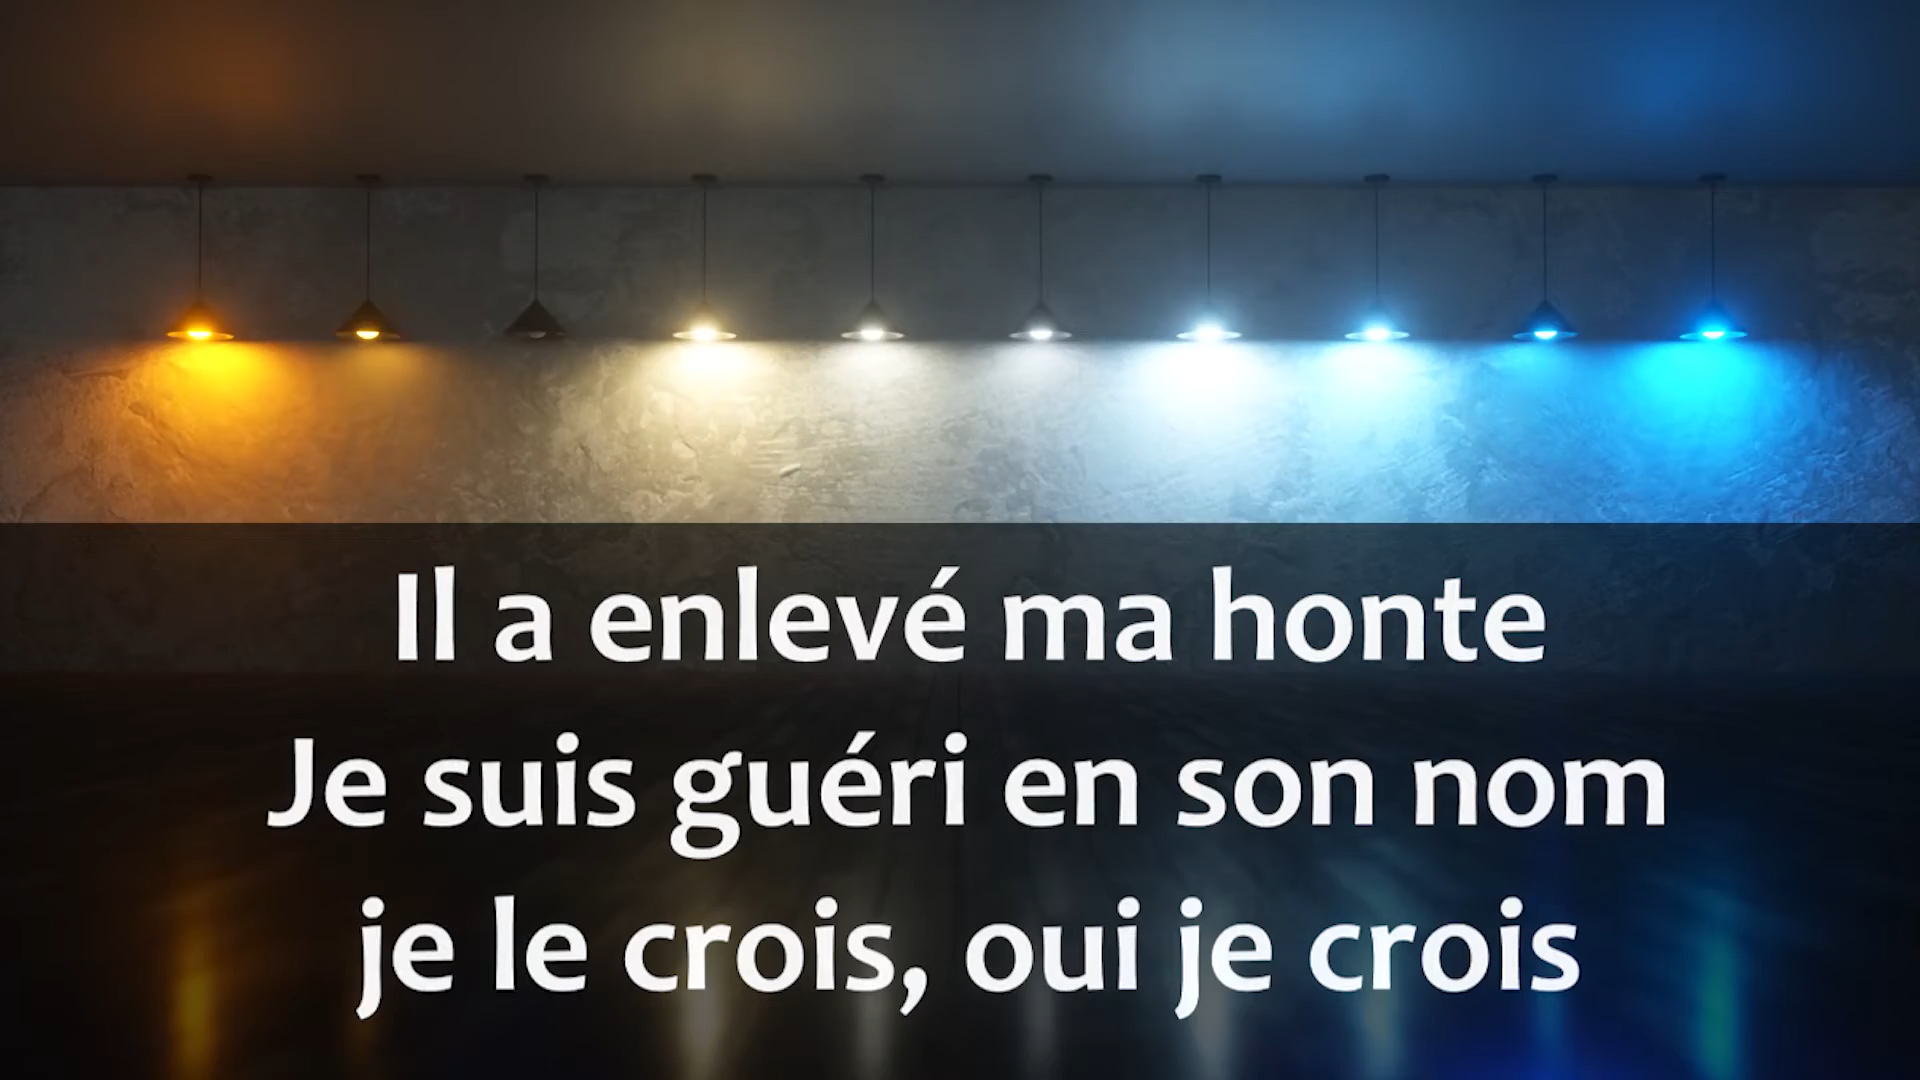 Il a enlevé ma honte
Je suis guéri en son nom
je le crois, oui je crois